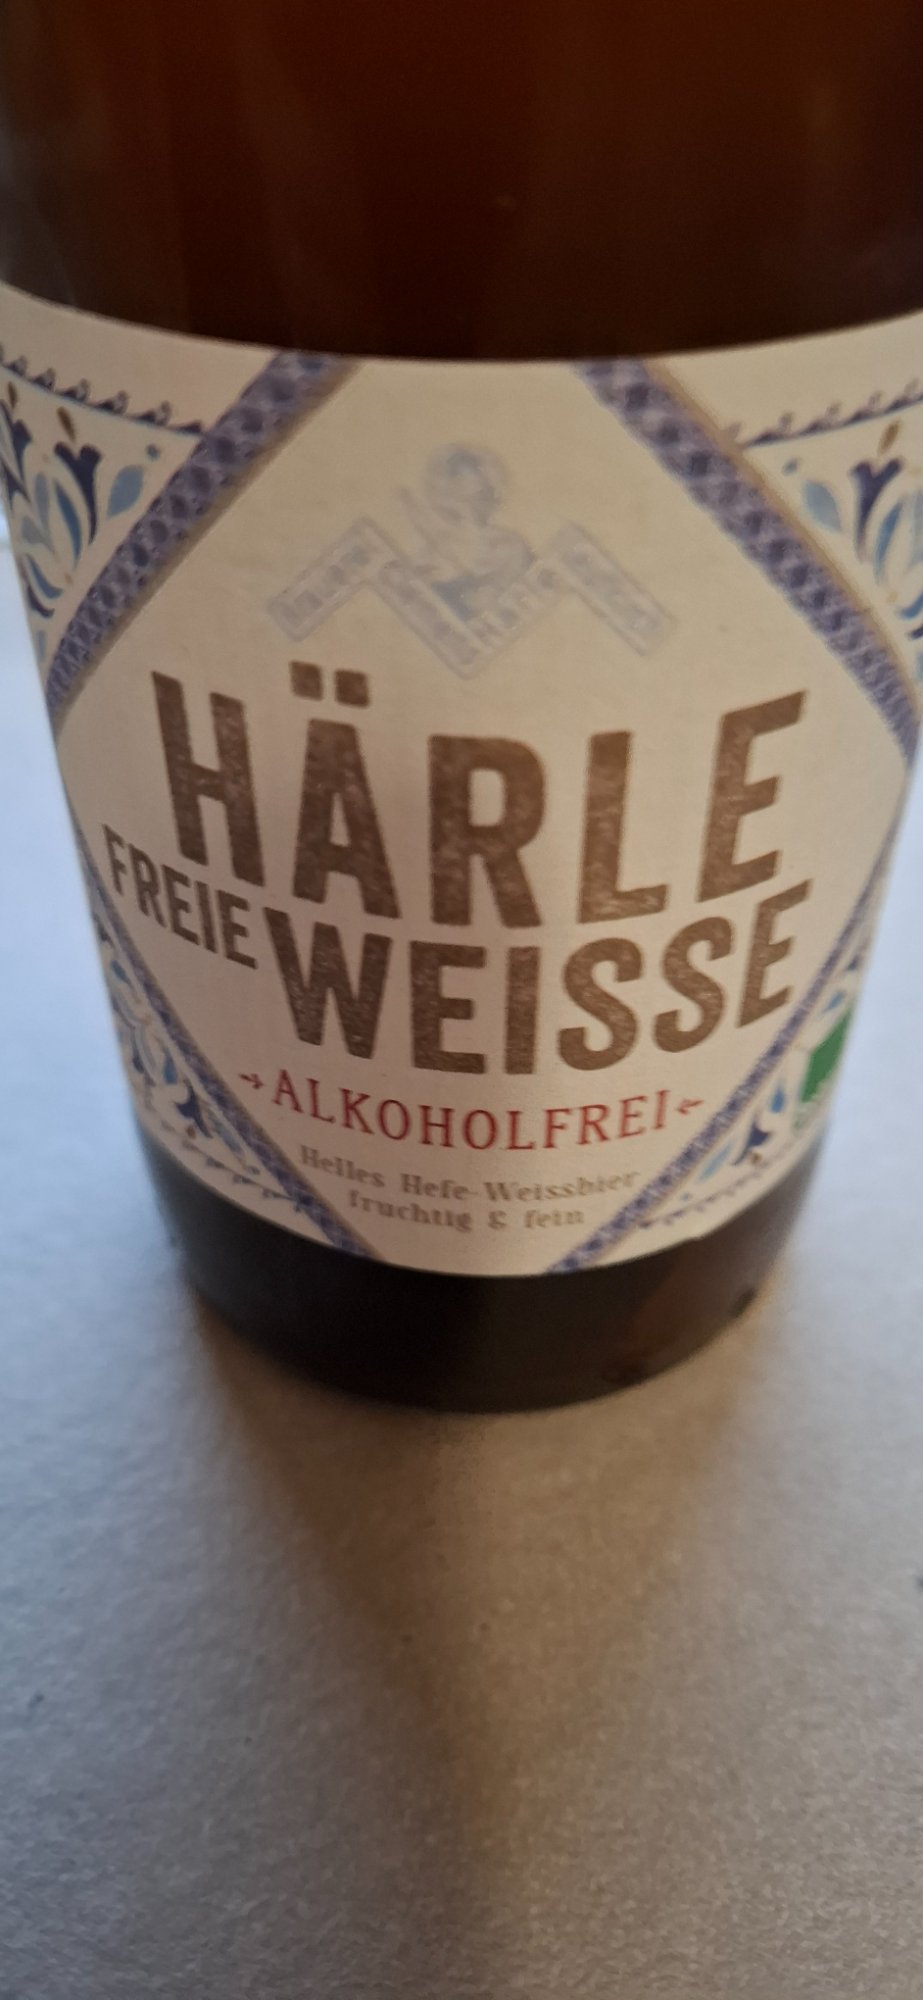 HÄRLE
FREIE WEISSE
→ALKOHOLFREI←
Helles Hefe-Weissbier
fruchtig & fein